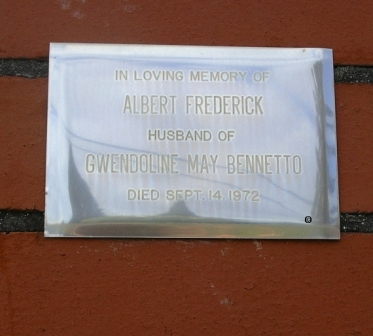 IN LOVING MEMORY OF
ALBERT FREDERICK
HUSBAND OF
GWENDOLINE MAY BENNETTO
DIED SEPT. 14. 1972